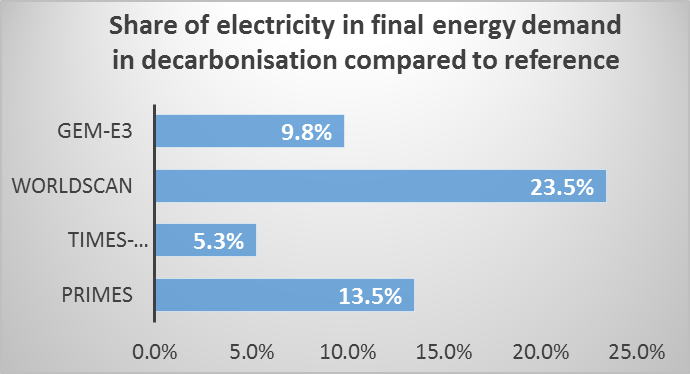 Share of electricity in final energy demand
in decarbonisation compared to reference
GEM-E3
9.8%
WORLDSCAN
23.5%
TIMES-...
5.3%
PRIMES
13.5%
0.0% 5.0% 10.0% 15.0% 20.0% 25.0%